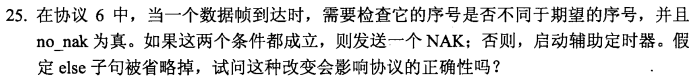 25. 在协议 6 中，当一个数据帧到达时，需要检查它的序号是否不同于期望的序号，并且
no_nak 为真。如果这两个条件都成立，则发送一个 NAK；否则，启动辅助定时器。假
定 else 子句被省略掉，试问这种改变会影响协议的正确性吗？